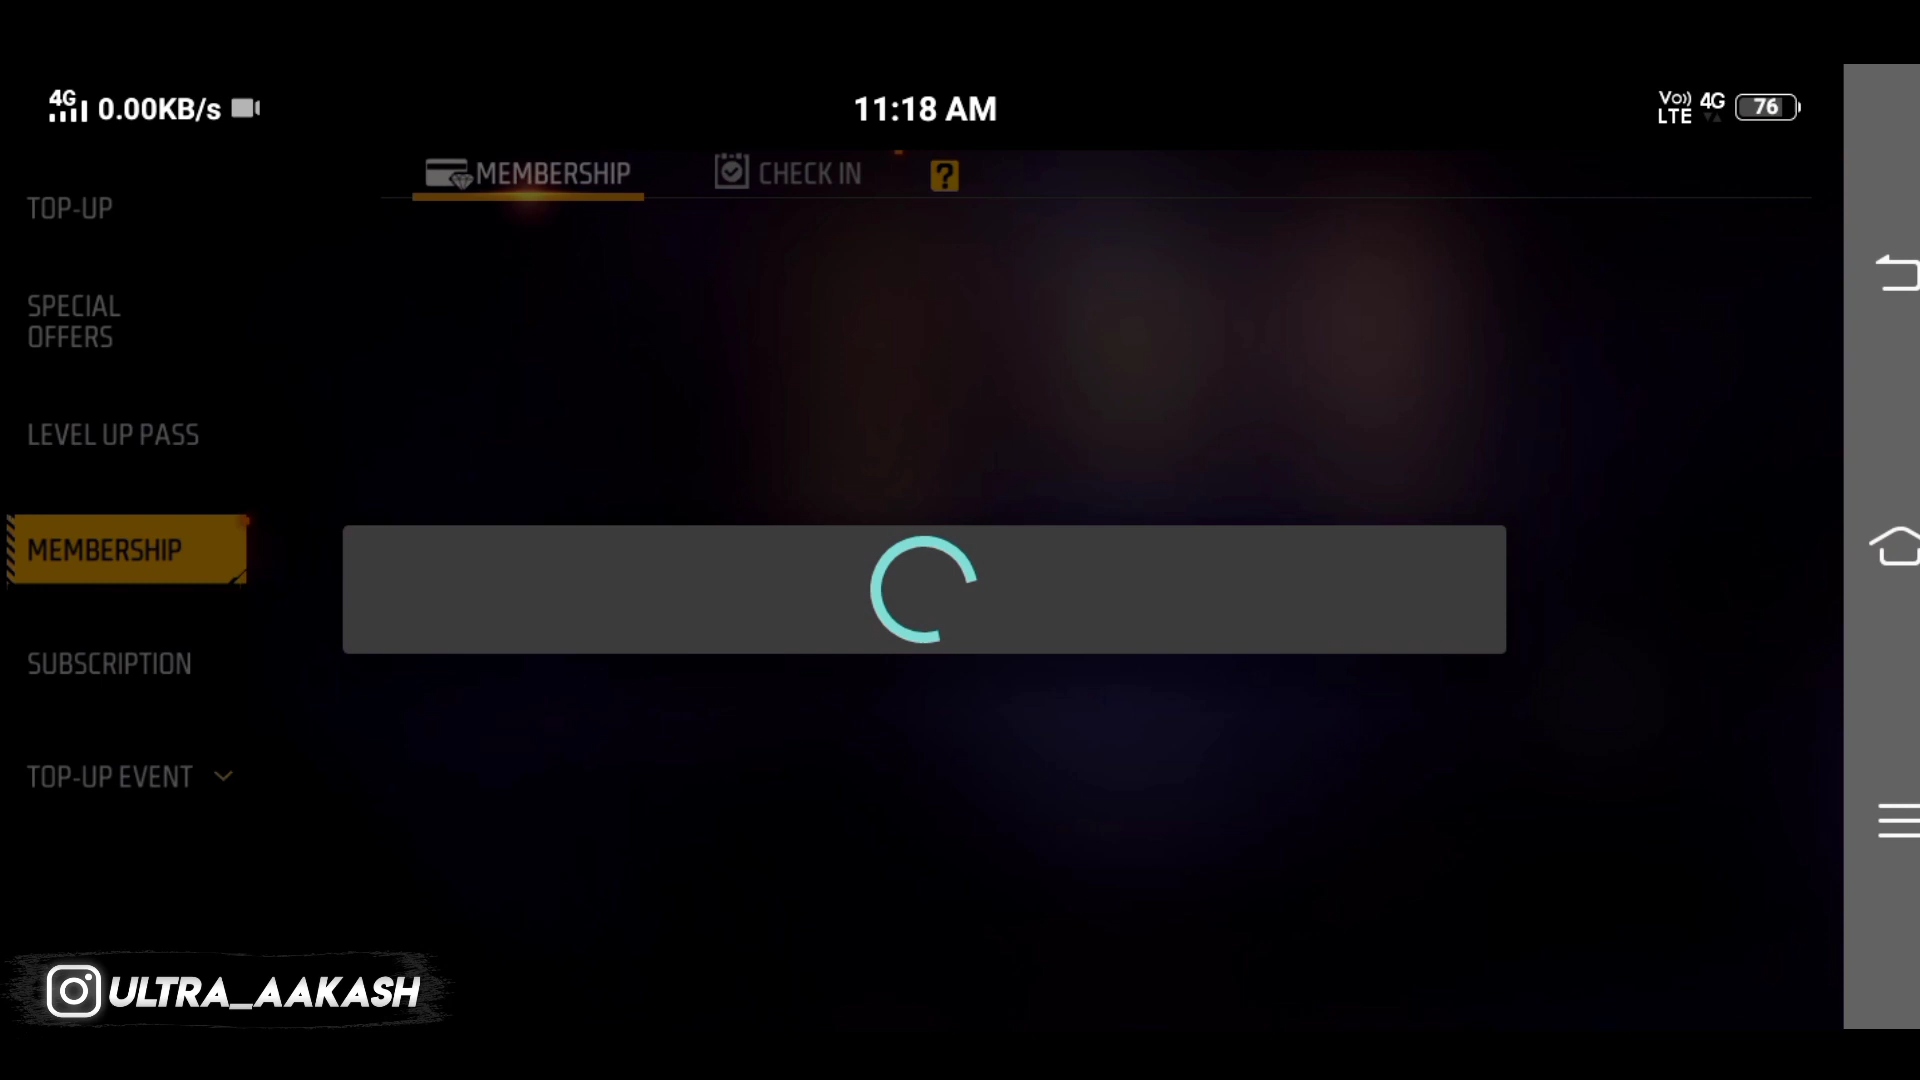 4G 0.00KB/s
11:18 AM
Vo)) LTE 4G 76
MEMBERSHIP
CHECK IN
?
TOP-UP
SPECIAL
OFFERS
LEVEL UP PASS
MEMBERSHIP
SUBSCRIPTION
TOP-UP EVENT
ULTRA_AAKASH